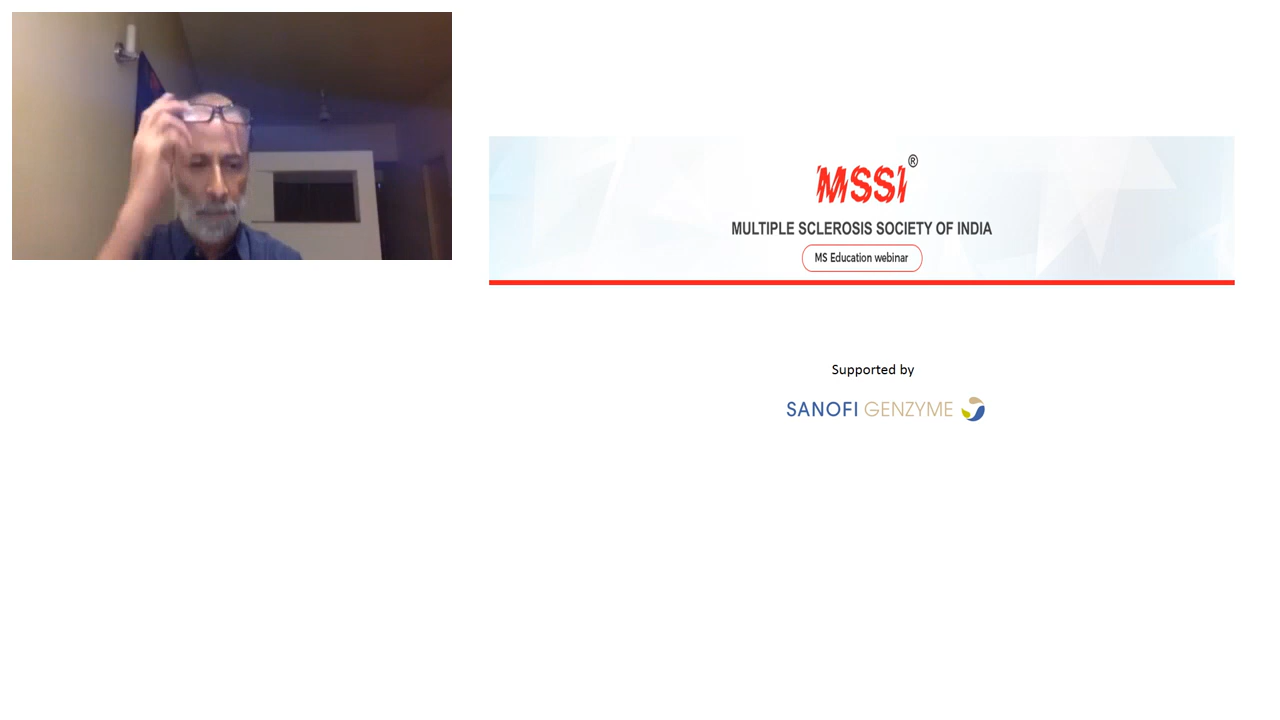 MSSI®
MULTIPLE SCLEROSIS SOCIETY OF INDIA
MS Education webinar
Supported by
SANOFI GENZYME